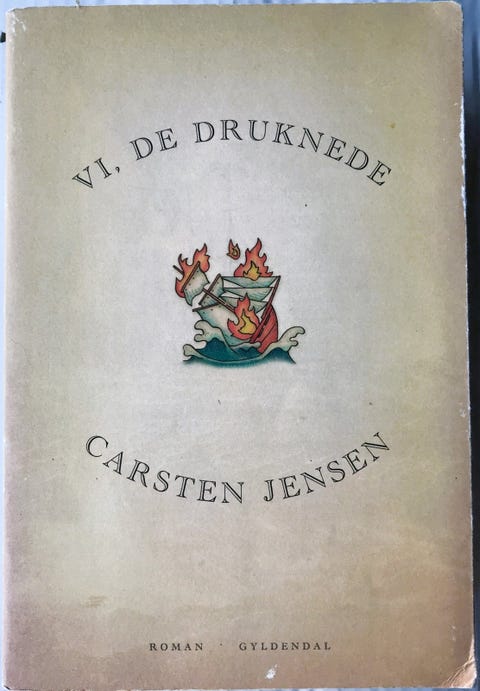 VI, DE DRUKNEDE
CARSTEN JENSEN
ROMAN · GYLDENDAL